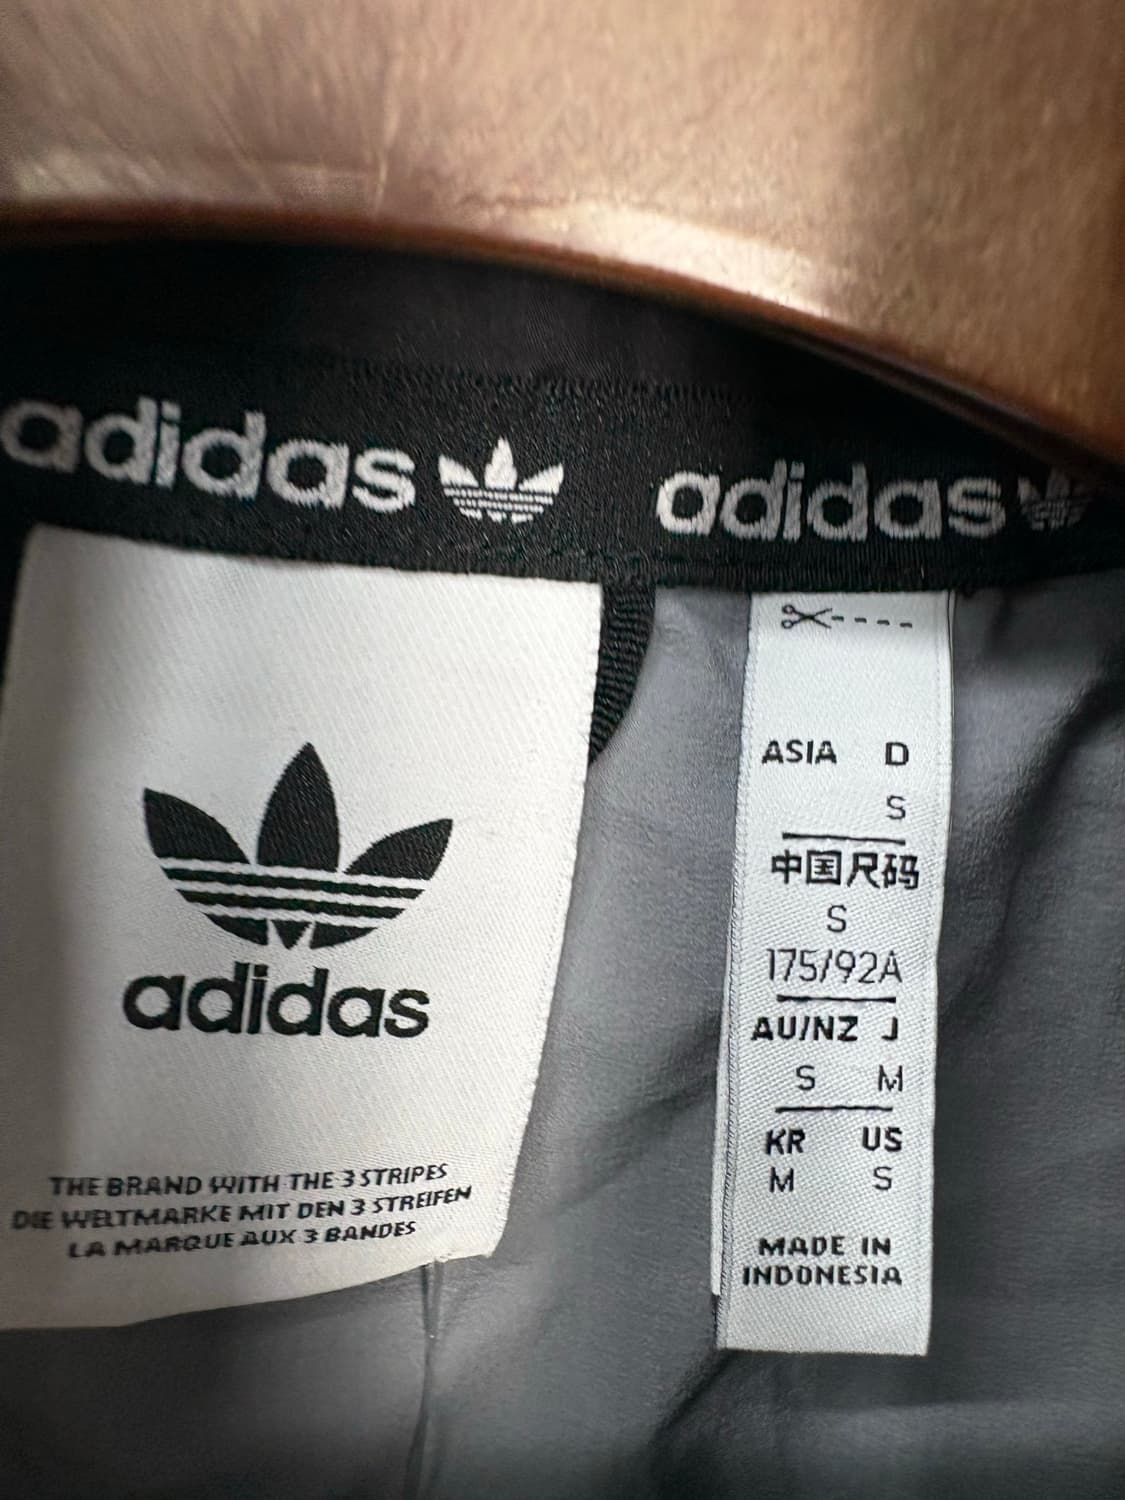 adidas adidas
adidas
THE BRAND WITH THE 3 STRIPES
DIE WELTMARKE MIT DEN 3 STREIFEN
LA MARQUE AUX 3 BANDES
ASIA D
S
中国尺码
S
175/92A
AU/NZ J
S M
KR US
M S
MADE IN
INDONESIA